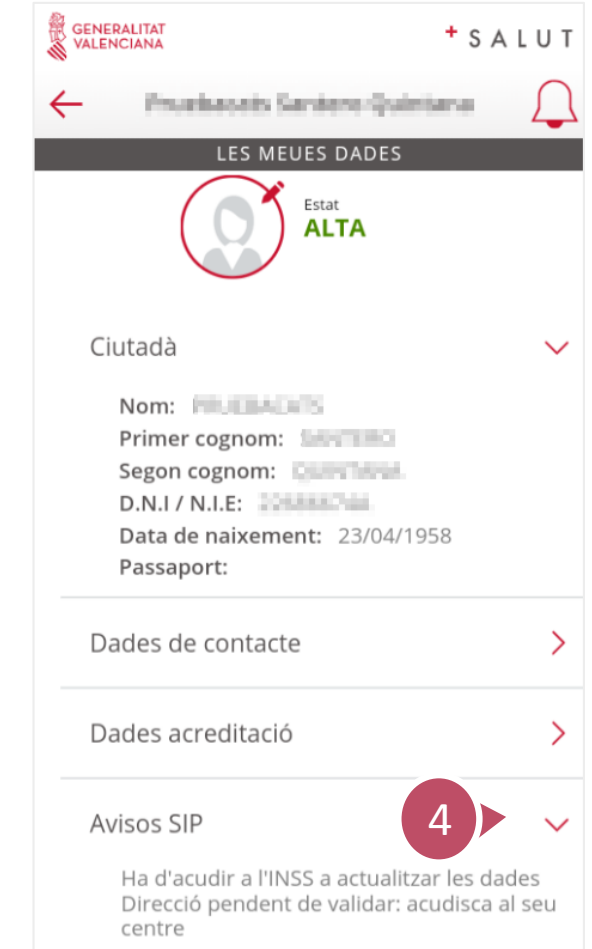 GENERALITAT
VALENCIANA
+ SALUT
LES MEUES DADES
Estat
ALTA
Ciutadà
Nom:
Primer cognom:
Segon cognom:
D.N.I / N.I.E:
Data de naixement: 23/04/1958
Passaport:
Dades de contacte
Dades acreditació
Avisos SIP
4
Ha d'acudir a l'INSS a actualitzar les dades
Direcció pendent de validar: acudisca al seu
centre